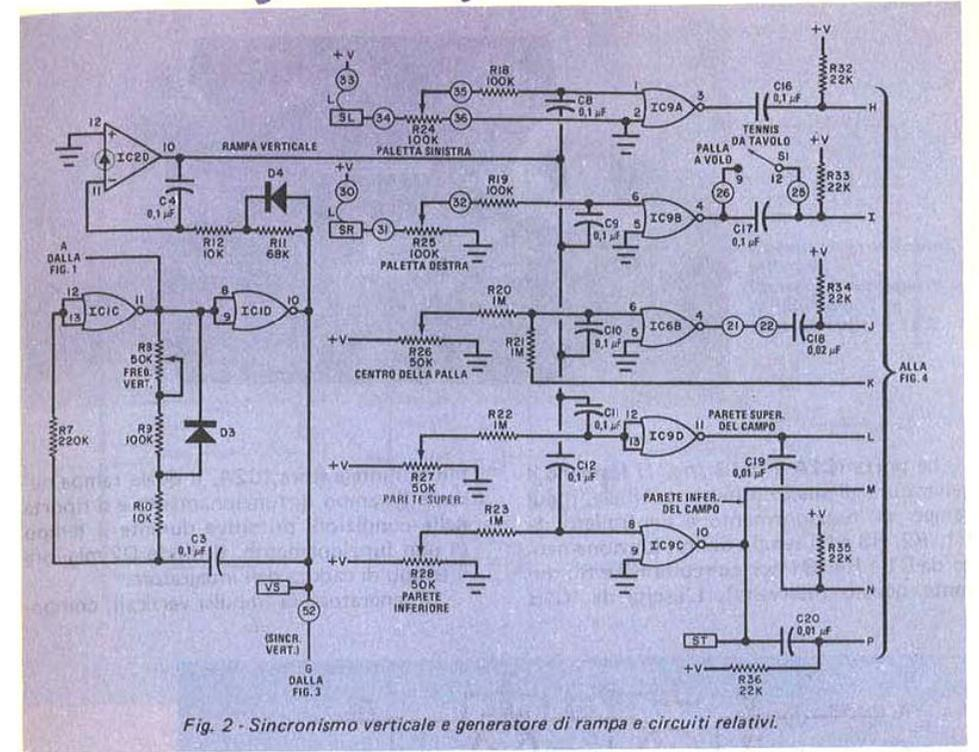 +V
33
L
SL
34
R24
100K
PALETTA SINISTRA
35
36
R18
100K
C8
0,1 µF
1
2
IC9A
3
C16
0,1 µF
+V
R32
22K
H
12
+
IC2D
10
-
11
RAMPA VERTICALE
C4
0,1 µF
D4
R12
10K
R11
68K
+V
30
L
SR
31
R25
100K
PALETTA DESTRA
32
R19
100K
C9
0,1 µF
6
5
IC9B
4
PALLA
A VOLO
TENNIS
DA TAVOLO
S1
9
12
26
25
C17
0,1 µF
+V
R33
22K
I
A
DALLA
FIG. 1
12
13
IC1C
11
8
9
IC1D
10
R8
50K
FREQ.
VERT.
R7
220K
R9
100K
D3
R10
10K
C3
0,1 µF
VS
52
(SINCR.
VERT.)
G
DALLA
FIG. 3
R20
1M
R21
1M
+V
R26
50K
CENTRO DELLA PALLA
C10
0,1 µF
6
5
IC6B
4
21
22
C18
0,02 µF
+V
R34
22K
J
K
ALLA
FIG. 4
R22
1M
+V
R27
50K
PARETE SUPER.
C11
0,1 µF
12
13
IC9D
11
PARETE SUPER.
DEL CAMPO
C19
0,01 µF
L
M
C12
0,1 µF
R23
1M
+V
R28
50K
PARETE
INFERIORE
8
9
IC9C
10
PARETE INFER.
DEL CAMPO
+V
R35
22K
N
ST
C20
0,01 µF
P
+V
R36
22K
Fig. 2 - Sincronismo verticale e generatore di rampa e circuiti relativi.